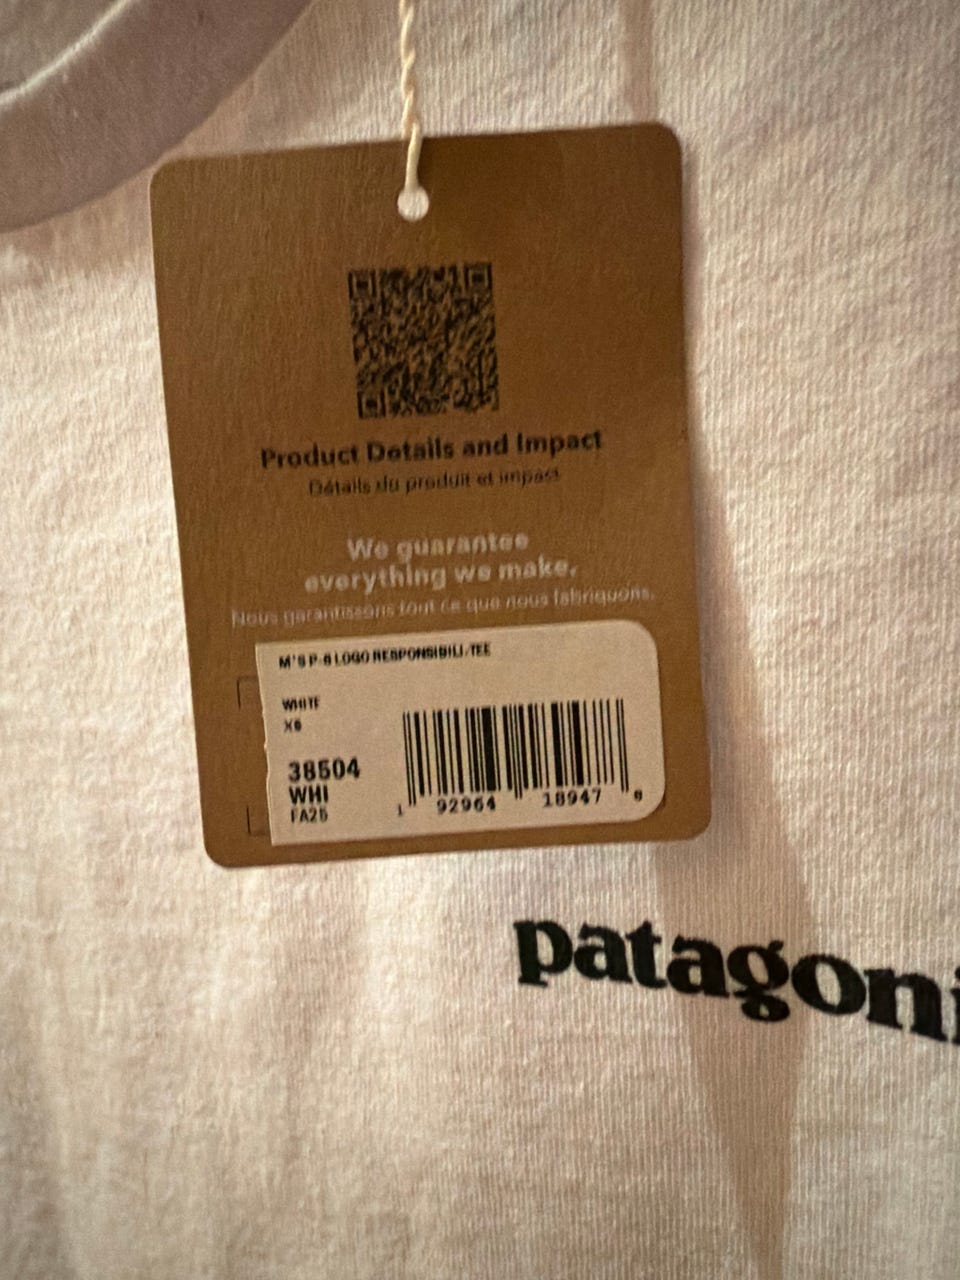 Product Details and Impact
Détails du produit et impact
We guarantee
everything we make.
Nous garantissons tout ce que nous fabriquons.
M'S P-6 LOGO RESPONSIBILI-TEE
WHITE
XS
38504
WHI
FA25
1 92964 18947
patagoni